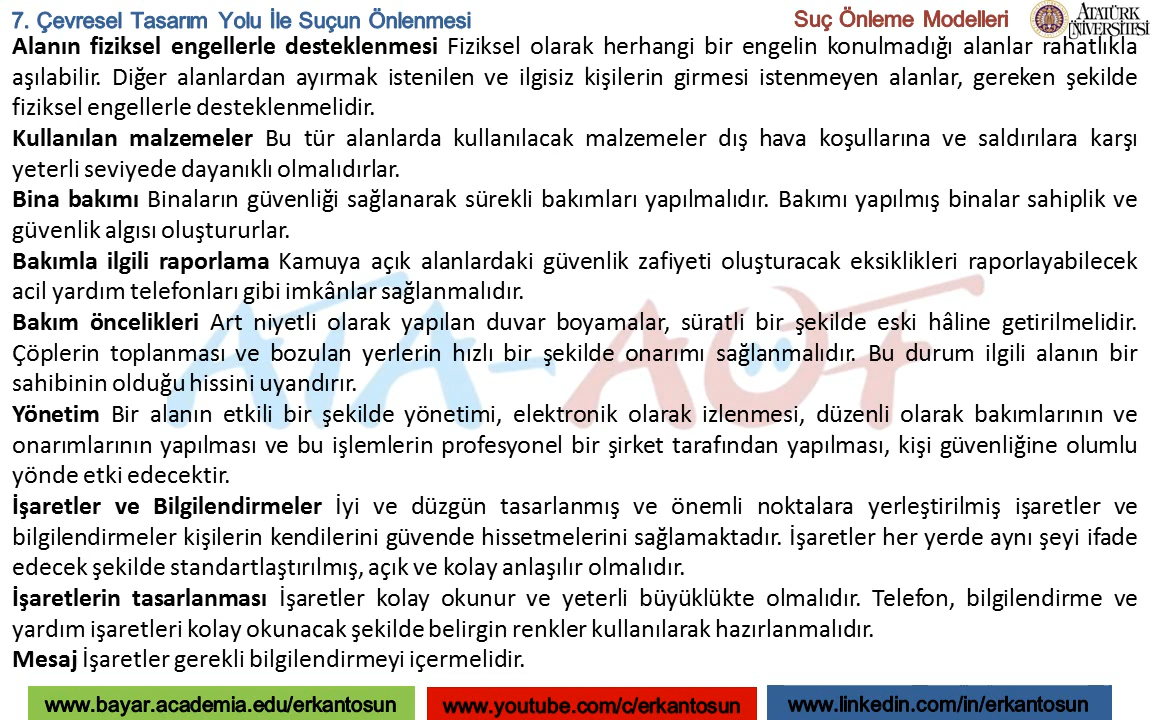 7. Çevresel Tasarım Yolu İle Suçun Önlenmesi
Suç Önleme Modelleri
ATATÜRK
ÜNİVERSİTESİ
Alanın fiziksel engellerle desteklenmesi Fiziksel olarak herhangi bir engelin konulmadığı alanlar rahatlıkla
aşılabilir. Diğer alanlardan ayırmak istenilen ve ilgisiz kişilerin girmesi istenmeyen alanlar, gereken şekilde
fiziksel engellerle desteklenmelidir.
Kullanılan malzemeler Bu tür alanlarda kullanılacak malzemeler dış hava koşullarına ve saldırılara karşı
yeterli seviyede dayanıklı olmalıdırlar.
Bina bakımı Binaların güvenliği sağlanarak sürekli bakımları yapılmalıdır. Bakımı yapılmış binalar sahiplik ve
güvenlik algısı oluştururlar.
Bakımla ilgili raporlama Kamuya açık alanlardaki güvenlik zafiyeti oluşturacak eksiklikleri raporlayabilecek
acil yardım telefonları gibi imkânlar sağlanmalıdır.
Bakım öncelikleri Art niyetli olarak yapılan duvar boyamalar, süratli bir şekilde eski hâline getirilmelidir.
Çöplerin toplanması ve bozulan yerlerin hızlı bir şekilde onarımı sağlanmalıdır. Bu durum ilgili alanın bir
sahibinin olduğu hissini uyandırır.
Yönetim Bir alanın etkili bir şekilde yönetimi, elektronik olarak izlenmesi, düzenli olarak bakımlarının ve
onarımlarının yapılması ve bu işlemlerin profesyonel bir şirket tarafından yapılması, kişi güvenliğine olumlu
yönde etki edecektir.
İşaretler ve Bilgilendirmeler İyi ve düzgün tasarlanmış ve önemli noktalara yerleştirilmiş işaretler ve
bilgilendirmeler kişilerin kendilerini güvende hissetmelerini sağlamaktadır. İşaretler her yerde aynı şeyi ifade
edecek şekilde standartlaştırılmış, açık ve kolay anlaşılır olmalıdır.
İşaretlerin tasarlanması İşaretler kolay okunur ve yeterli büyüklükte olmalıdır. Telefon, bilgilendirme ve
yardım işaretleri kolay okunacak şekilde belirgin renkler kullanılarak hazırlanmalıdır.
Mesaj İşaretler gerekli bilgilendirmeyi içermelidir.
ATA-AÖF
www.bayar.academia.edu/erkantosun
www.youtube.com/c/erkantosun
www.linkedin.com/in/erkantosun